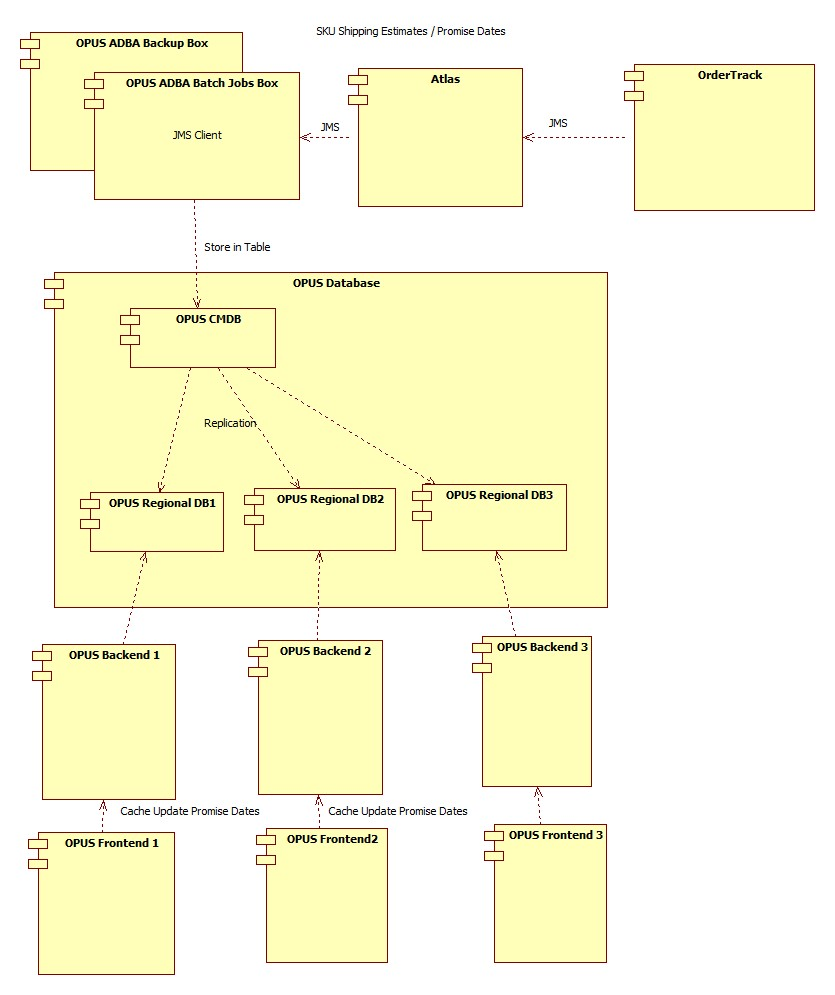 SKU Shipping Estimates / Promise Dates
OPUS ADBA Backup Box
OPUS ADBA Batch Jobs Box
JMS Client
JMS
Atlas
JMS
OrderTrack
Store in Table
OPUS Database
OPUS CMDB
Replication
OPUS Regional DB1
OPUS Regional DB2
OPUS Regional DB3
OPUS Backend 1
OPUS Backend 2
OPUS Backend 3
Cache Update Promise Dates
Cache Update Promise Dates
OPUS Frontend 1
OPUS Frontend2
OPUS Frontend 3